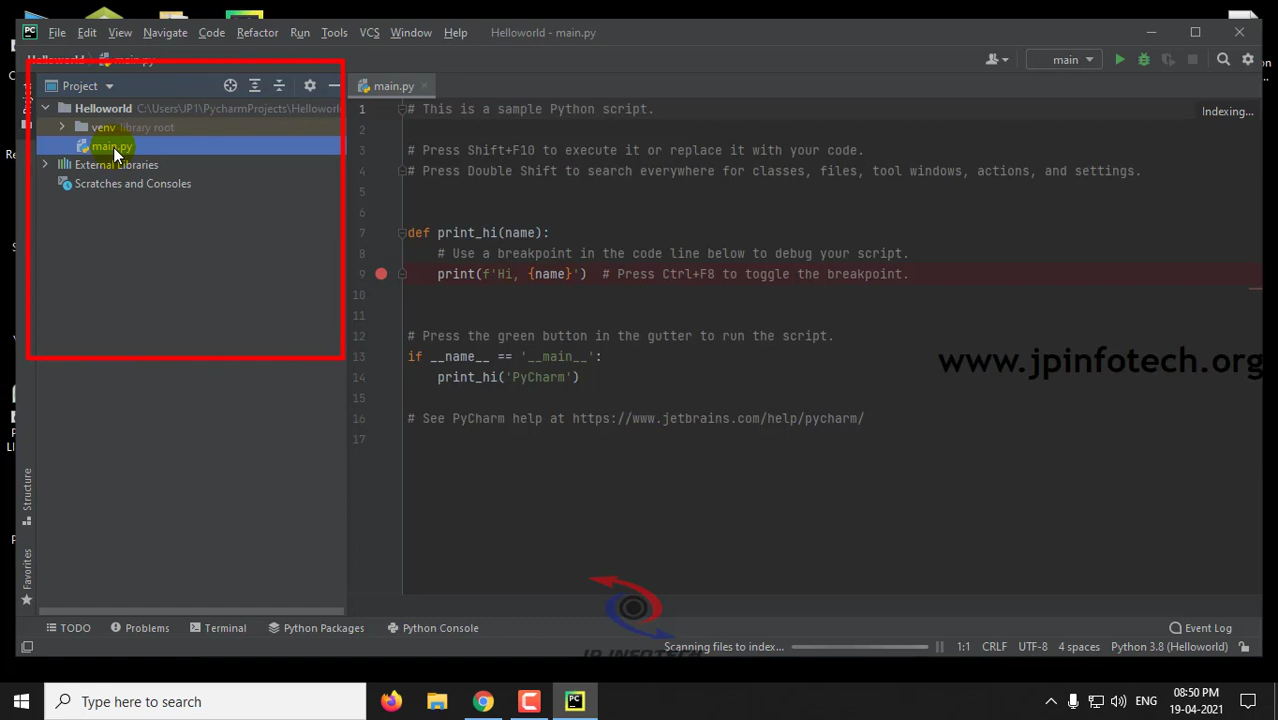 PC File Edit View Navigate Code Refactor Run Tools VCS Window Help Helloworld - main.py
Helloworld main.py main
Project main.py
Helloworld C:\Users\JP1\PycharmProjects\Helloworl
venv library root
main.py
External Libraries
Scratches and Consoles
Structure
Favorites
1 # This is a sample Python script. Indexing...
2
3 # Press Shift+F10 to execute it or replace it with your code.
4 # Press Double Shift to search everywhere for classes, files, tool windows, actions, and settings.
5
6
7 def print_hi(name):
8 # Use a breakpoint in the code line below to debug your script.
9 print(f'Hi, {name}') # Press Ctrl+F8 to toggle the breakpoint.
10
11
12 # Press the green button in the gutter to run the script.
13 if __name__ == '__main__':
14 print_hi('PyCharm')
15
16 # See PyCharm help at https://www.jetbrains.com/help/pycharm/
17
www.jpinfotech.org
JP INFOTECH
TODO Problems Terminal Python Packages Python Console Event Log
Scanning files to index... 1:1 CRLF UTF-8 4 spaces Python 3.8 (Helloworld)
Type here to search PC ENG 08:50 PM
19-04-2021